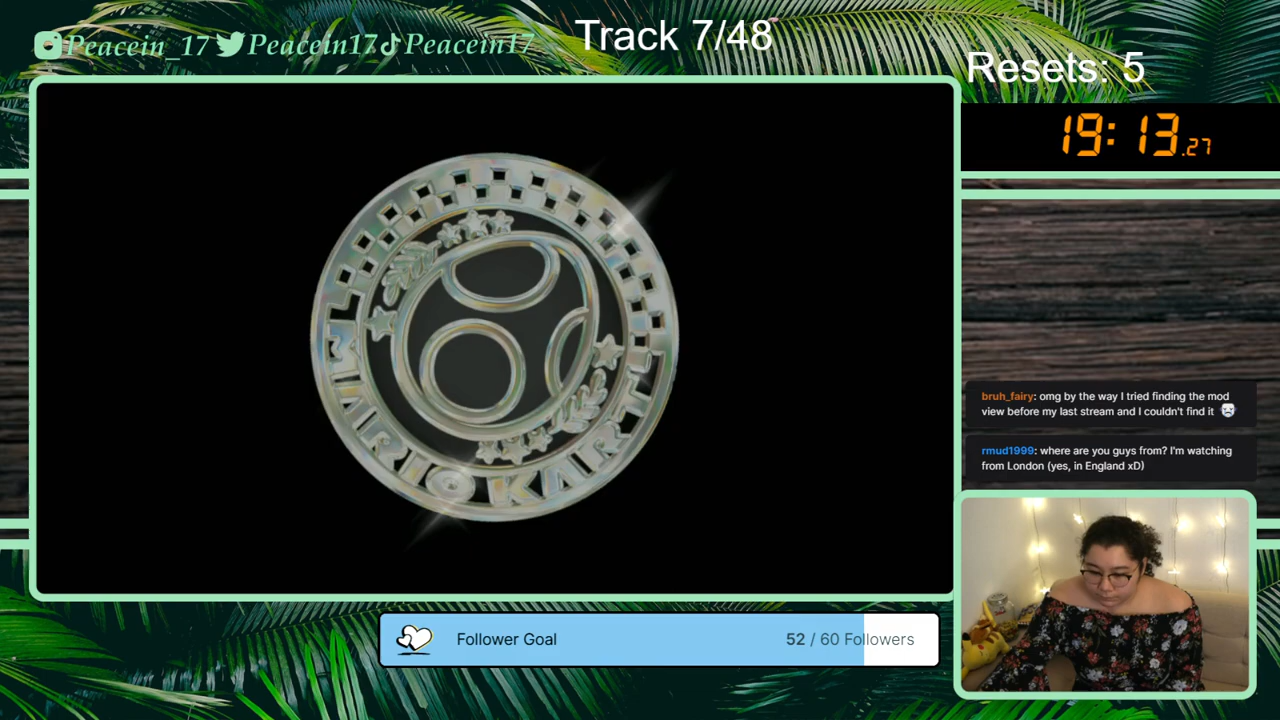 Peacein_17 Peacein17 Peacein17
Track 7/48
Resets: 5
19:13.27
MARIO KART
bruh_fairy: omg by the way I tried finding the mod
view before my last stream and I couldn't find it
rmud1999: where are you guys from? I'm watching
from London (yes, in England xD)
Follower Goal
52 / 60 Followers